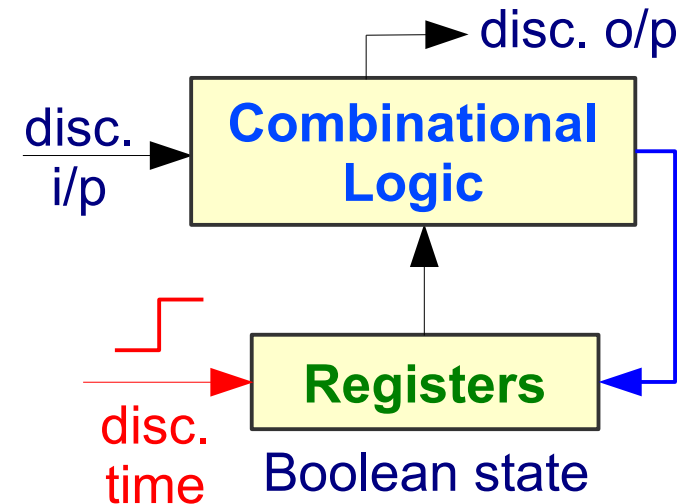 disc. o/p
Combinational
Logic
disc.
i/p
Registers
disc.
time
Boolean state